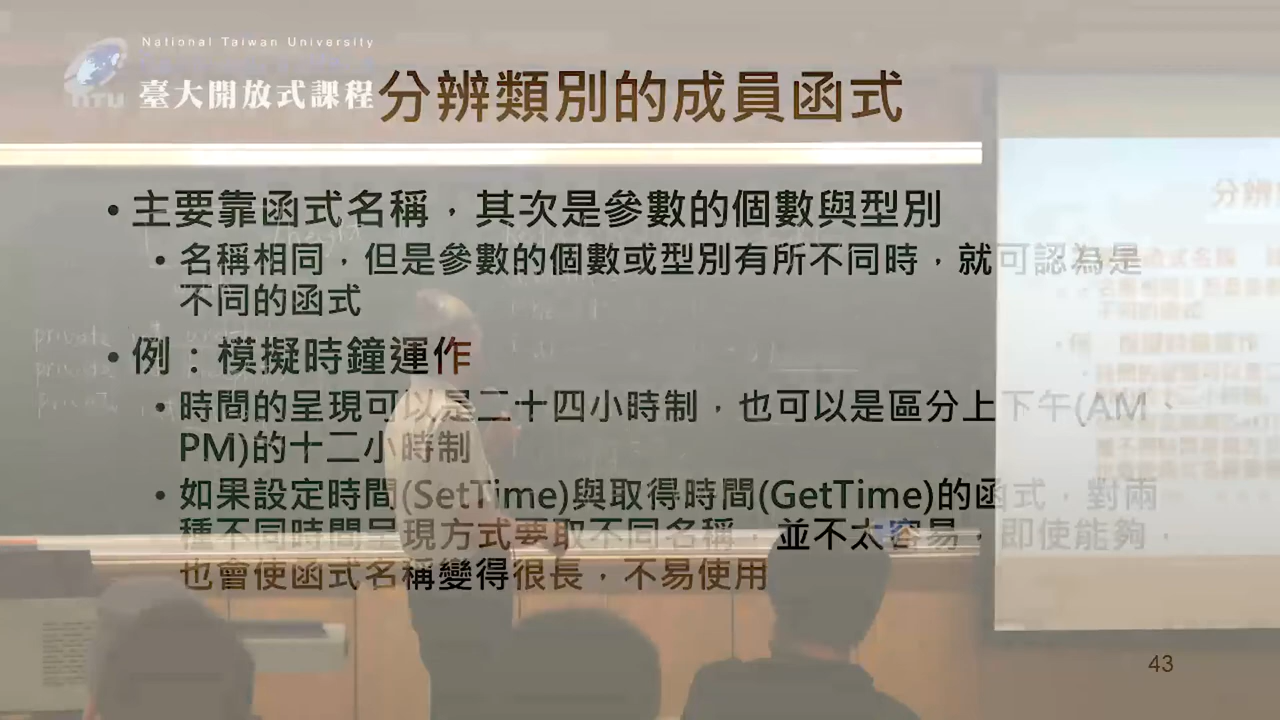 National Taiwan University
臺大開放式課程
NTU
分辨類別的成員函式
• 主要靠函式名稱，其次是參數的個數與型別
• 名稱相同，但是參數的個數或型別有所不同時，就可認為是
不同的函式
• 例：模擬時鐘運作
• 時間的呈現可以是二十四小時制，也可以是區分上下午(AM、
PM)的十二小時制
• 如果設定時間(SetTime)與取得時間(GetTime)的函式，對兩
種不同時間呈現方式要取不同名稱，並不太容易，即使能夠，
也會使函式名稱變得很長，不易使用
43
private
private